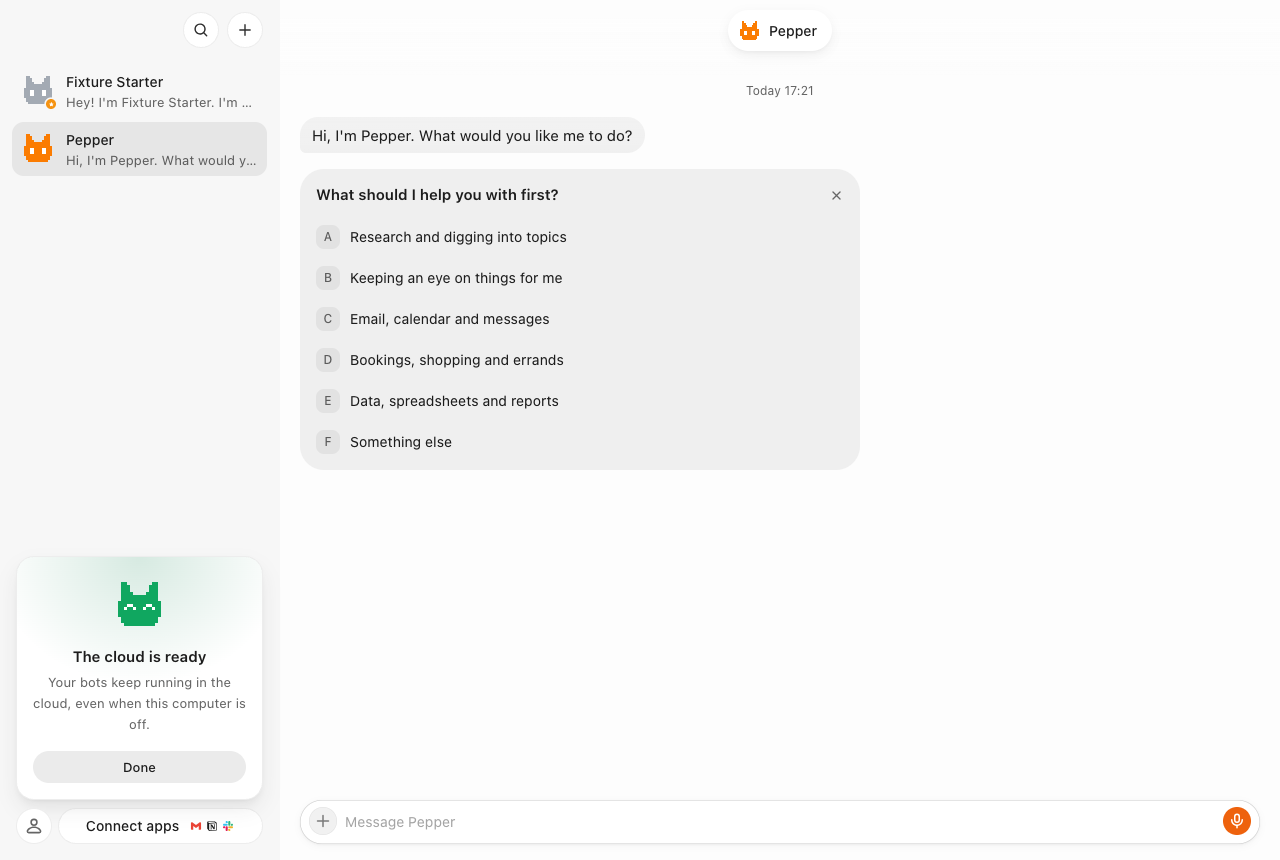 Fixture Starter
Hey! I'm Fixture Starter. I'm ...
Pepper
Hi, I'm Pepper. What would y...
The cloud is ready
Your bots keep running in the
cloud, even when this computer is
off.
Done
Connect apps
Pepper
Today 17:21
Hi, I'm Pepper. What would you like me to do?
What should I help you with first?
A Research and digging into topics
B Keeping an eye on things for me
C Email, calendar and messages
D Bookings, shopping and errands
E Data, spreadsheets and reports
F Something else
Message Pepper